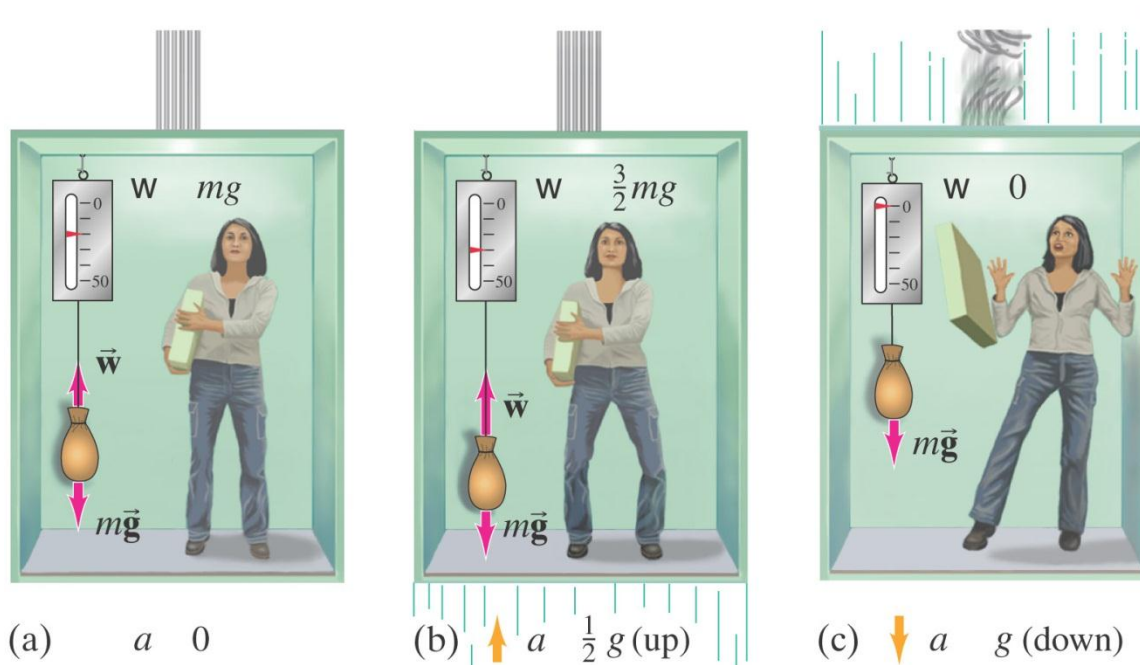 W mg
0
50
w⃗
mg⃗
(a) a 0
W 3/2 mg
0
50
w⃗
mg⃗
(b) a 1/2 g (up)
W 0
0
50
mg⃗
(c) a g (down)